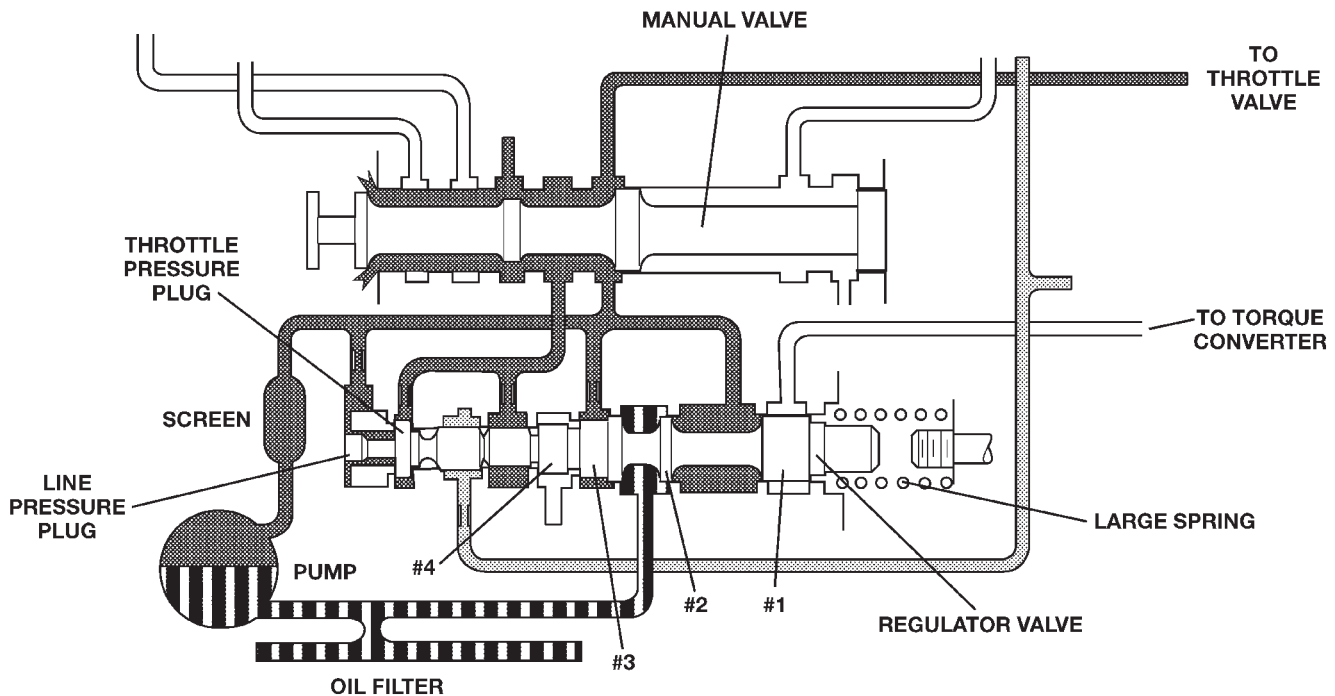 MANUAL VALVE
TO
THROTTLE
VALVE
THROTTLE
PRESSURE
PLUG
TO TORQUE
CONVERTER
SCREEN
LINE
PRESSURE
PLUG
LARGE SPRING
PUMP
#4
#2
#1
REGULATOR VALVE
#3
OIL FILTER